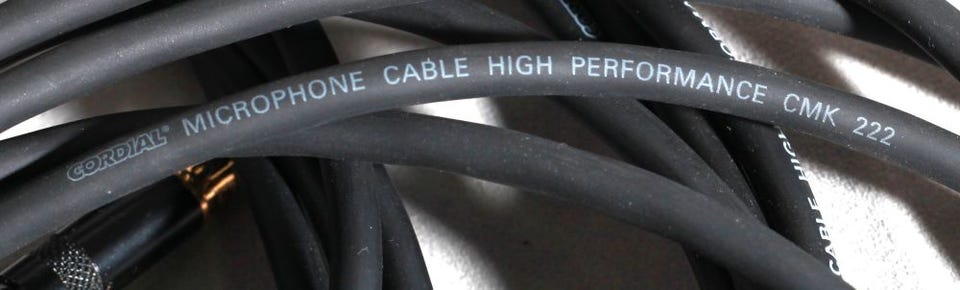 CORDIAL® MICROPHONE CABLE HIGH PERFORMANCE CMK 222
CABLE HIGH